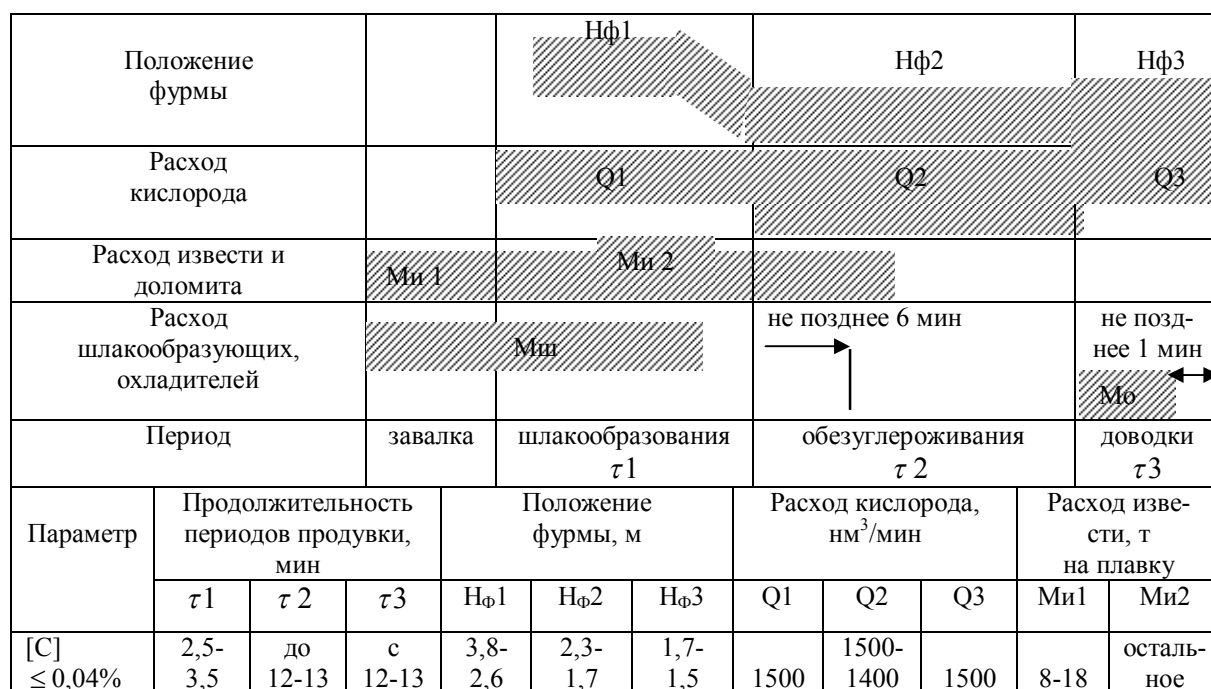 Положение
фурмы
Нф1
Нф2
Нф3
Расход
кислорода
Q1
Q2
Q3
Расход извести и
доломита
Ми 1
Ми 2
Расход
шлакообразующих,
охладителей
Мш
не позднее 6 мин
не позд-
нее 1 мин
Мо
Период
завалка
шлакообразования
τ1
обезуглероживания
τ 2
доводки
τ3
Параметр
Продолжительность
периодов продувки,
мин
Положение
фурмы, м
Расход кислорода,
нм³/мин
Расход изве-
сти, т
на плавку
τ1 τ 2 τ3 НФ1 НФ2 НФ3 Q1 Q2 Q3 Ми1 Ми2
[C] 2,5- до с 3,8- 2,3- 1,7- 1500- осталь-
≤ 0,04% 3,5 12-13 12-13 2,6 1,7 1,5 1500 1400 1500 8-18 ное